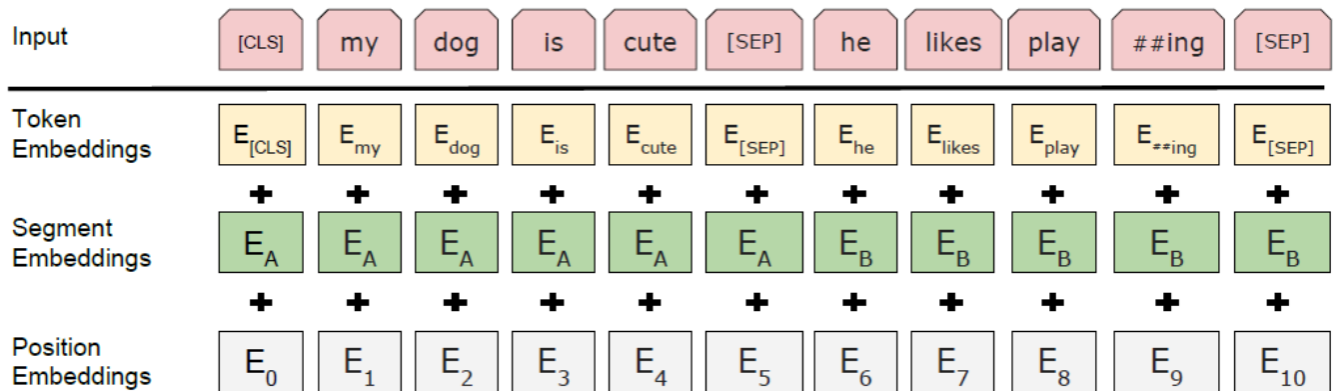 Input [CLS] my dog is cute [SEP] he likes play ##ing [SEP]
Token
Embeddings
E[CLS] Emy Edog Eis Ecute E[SEP] Ehe Elikes Eplay E##ing E[SEP]
+ + + + + + + + + + +
Segment
Embeddings
EA EA EA EA EA EA EB EB EB EB EB
+ + + + + + + + + + +
Position
Embeddings
E0 E1 E2 E3 E4 E5 E6 E7 E8 E9 E10